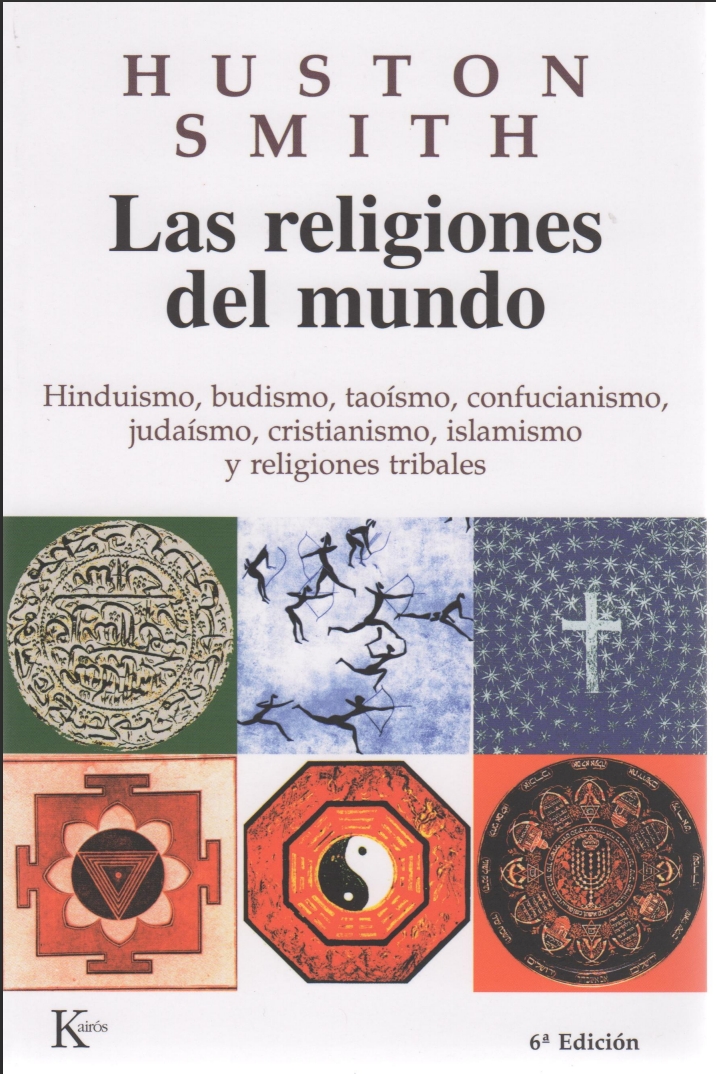 HUSTON
SMITH
Las religiones
del mundo
Hinduismo, budismo, taoísmo, confucianismo,
judaísmo, cristianismo, islamismo
y religiones tribales
Kairós
6ª Edición